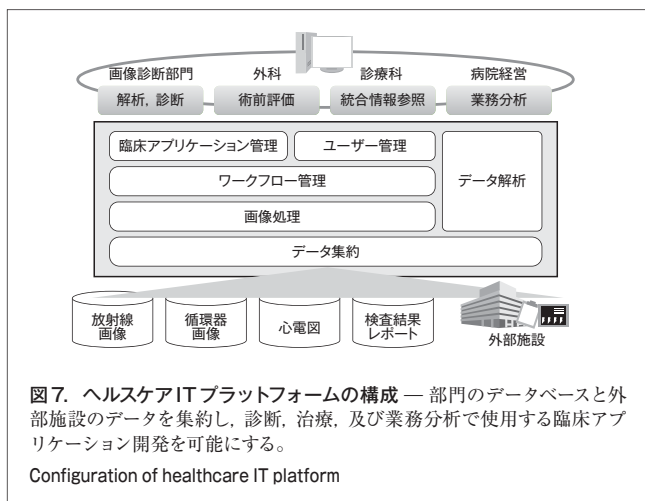 画像診断部門 外科 診療科 病院経営
解析，診断 術前評価 統合情報参照 業務分析
臨床アプリケーション管理 ユーザー管理
データ解析
ワークフロー管理
画像処理
データ集約
放射線
画像
循環器
画像
心電図
検査結果
レポート
外部施設
図7．ヘルスケアITプラットフォームの構成 — 部門のデータベースと外
部施設のデータを集約し，診断，治療，及び業務分析で使用する臨床アプ
リケーション開発を可能にする。
Configuration of healthcare IT platform